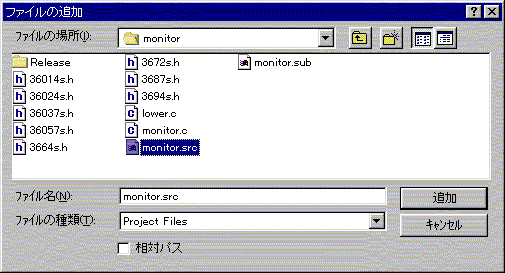 ファイルの追加
ファイルの場所(I):
monitor
Release
36014s.h
36024s.h
36037s.h
36057s.h
3664s.h
3672s.h
3687s.h
3694s.h
lower.c
monitor.c
monitor.src
monitor.sub
ファイル名(N):
monitor.src
追加
ファイルの種類(T):
Project Files
キャンセル
相対パス